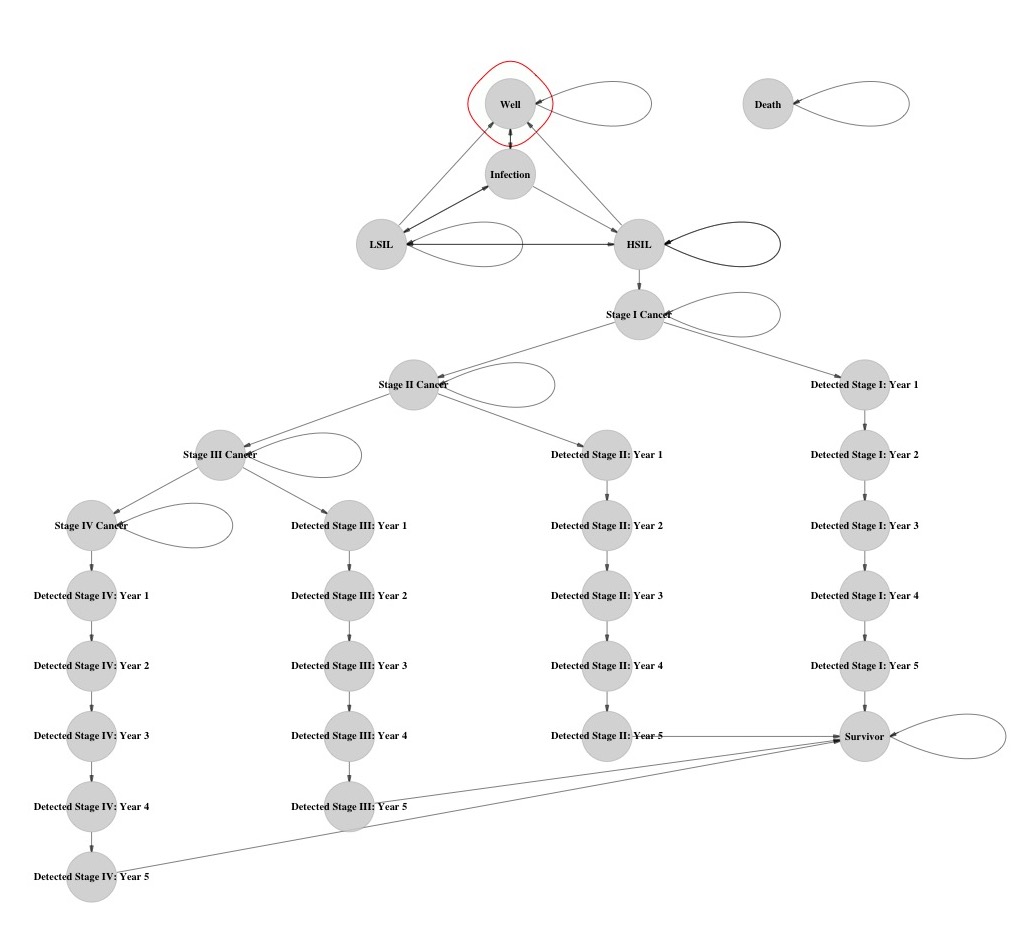 Well
Death
Infection
LSIL
HSIL
Stage I Cancer
Stage II Cancer
Detected Stage I: Year 1
Stage III Cancer
Detected Stage II: Year 1
Detected Stage I: Year 2
Stage IV Cancer
Detected Stage III: Year 1
Detected Stage II: Year 2
Detected Stage I: Year 3
Detected Stage IV: Year 1
Detected Stage III: Year 2
Detected Stage II: Year 3
Detected Stage I: Year 4
Detected Stage IV: Year 2
Detected Stage III: Year 3
Detected Stage II: Year 4
Detected Stage I: Year 5
Detected Stage IV: Year 3
Detected Stage III: Year 4
Detected Stage II: Year 5
Survivor
Detected Stage IV: Year 4
Detected Stage III: Year 5
Detected Stage IV: Year 5